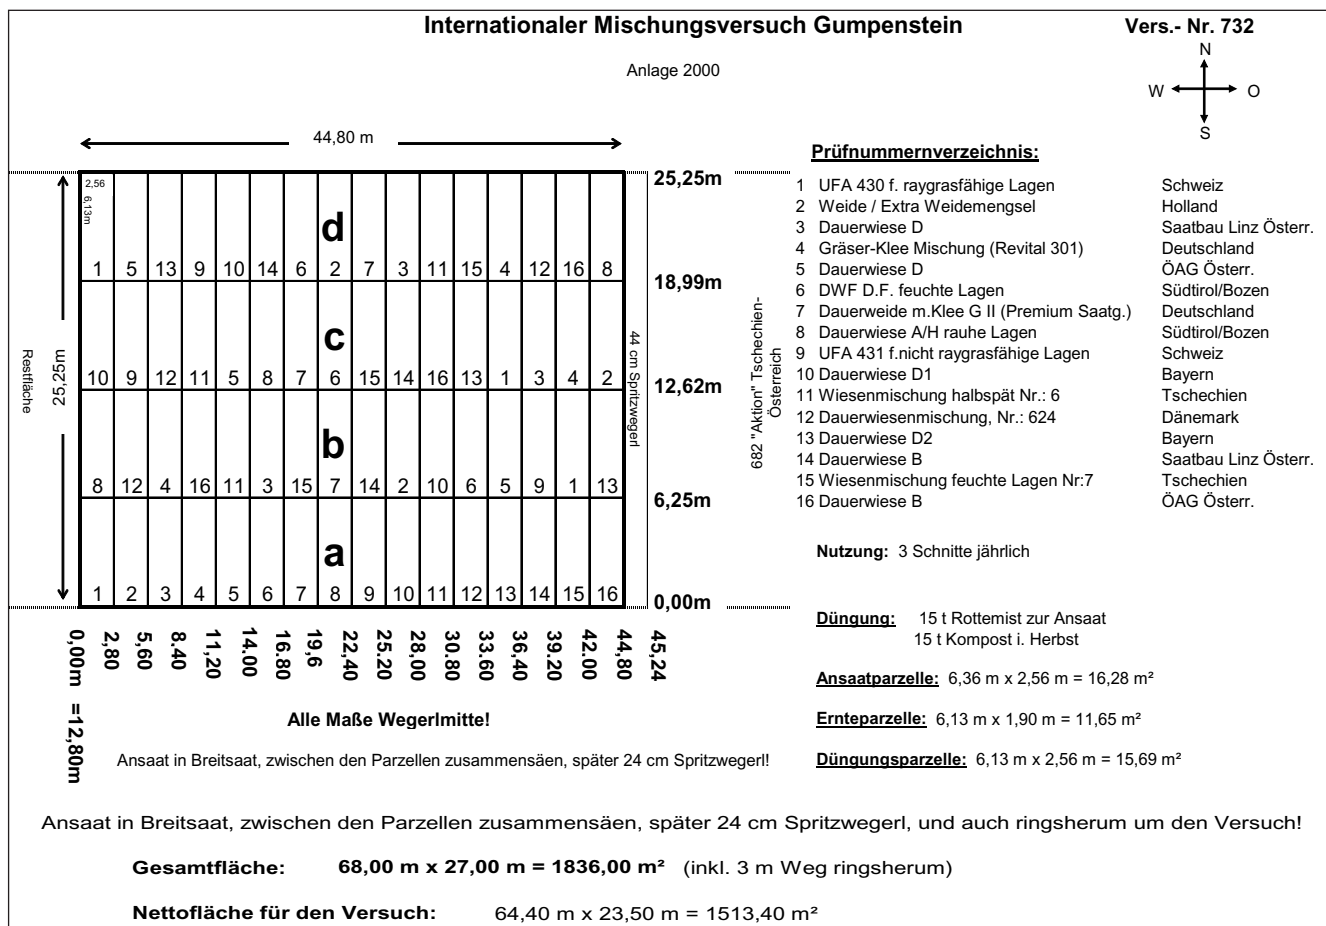 Internationaler Mischungsversuch Gumpenstein
Vers.- Nr. 732
Anlage 2000
N
W O
S
44,80 m
2,56
6,13m
d
1 5 13 9 10 14 6 2 7 3 11 15 4 12 16 8
c
10 9 12 11 5 8 7 6 15 14 16 13 1 3 4 2
b
8 12 4 16 11 3 15 7 14 2 10 6 5 9 1 13
a
1 2 3 4 5 6 7 8 9 10 11 12 13 14 15 16
Restfläche
25,25m
44 cm Spritzwegerl
25,25m
18,99m
12,62m
6,25m
0,00m
682 "Aktion" Tschechien-
Österreich
0,00m =12,80m
2,80
5,60
8.40
11,20
14.00
16.80
19,6
22,40
25.20
28,00
30.80
33.60
36,40
39.20
42.00
44,80
45,24
Alle Maße Wegerlmitte!
Ansaat in Breitsaat, zwischen den Parzellen zusammensäen, später 24 cm Spritzwegerl!
Prüfnummernverzeichnis:
1 UFA 430 f. raygrasfähige Lagen Schweiz
2 Weide / Extra Weidemengsel Holland
3 Dauerwiese D Saatbau Linz Österr.
4 Gräser-Klee Mischung (Revital 301) Deutschland
5 Dauerwiese D ÖAG Österr.
6 DWF D.F. feuchte Lagen Südtirol/Bozen
7 Dauerweide m.Klee G II (Premium Saatg.) Deutschland
8 Dauerwiese A/H rauhe Lagen Südtirol/Bozen
9 UFA 431 f.nicht raygrasfähige Lagen Schweiz
10 Dauerwiese D1 Bayern
11 Wiesenmischung halbspät Nr.: 6 Tschechien
12 Dauerwiesenmischung, Nr.: 624 Dänemark
13 Dauerwiese D2 Bayern
14 Dauerwiese B Saatbau Linz Österr.
15 Wiesenmischung feuchte Lagen Nr:7 Tschechien
16 Dauerwiese B ÖAG Österr.
Nutzung: 3 Schnitte jährlich
Düngung: 15 t Rottemist zur Ansaat
15 t Kompost i. Herbst
Ansaatparzelle: 6,36 m x 2,56 m = 16,28 m²
Ernteparzelle: 6,13 m x 1,90 m = 11,65 m²
Düngungsparzelle: 6,13 m x 2,56 m = 15,69 m²
Ansaat in Breitsaat, zwischen den Parzellen zusammensäen, später 24 cm Spritzwegerl, und auch ringsherum um den Versuch!
Gesamtfläche: 68,00 m x 27,00 m = 1836,00 m² (inkl. 3 m Weg ringsherum)
Nettofläche für den Versuch: 64,40 m x 23,50 m = 1513,40 m²